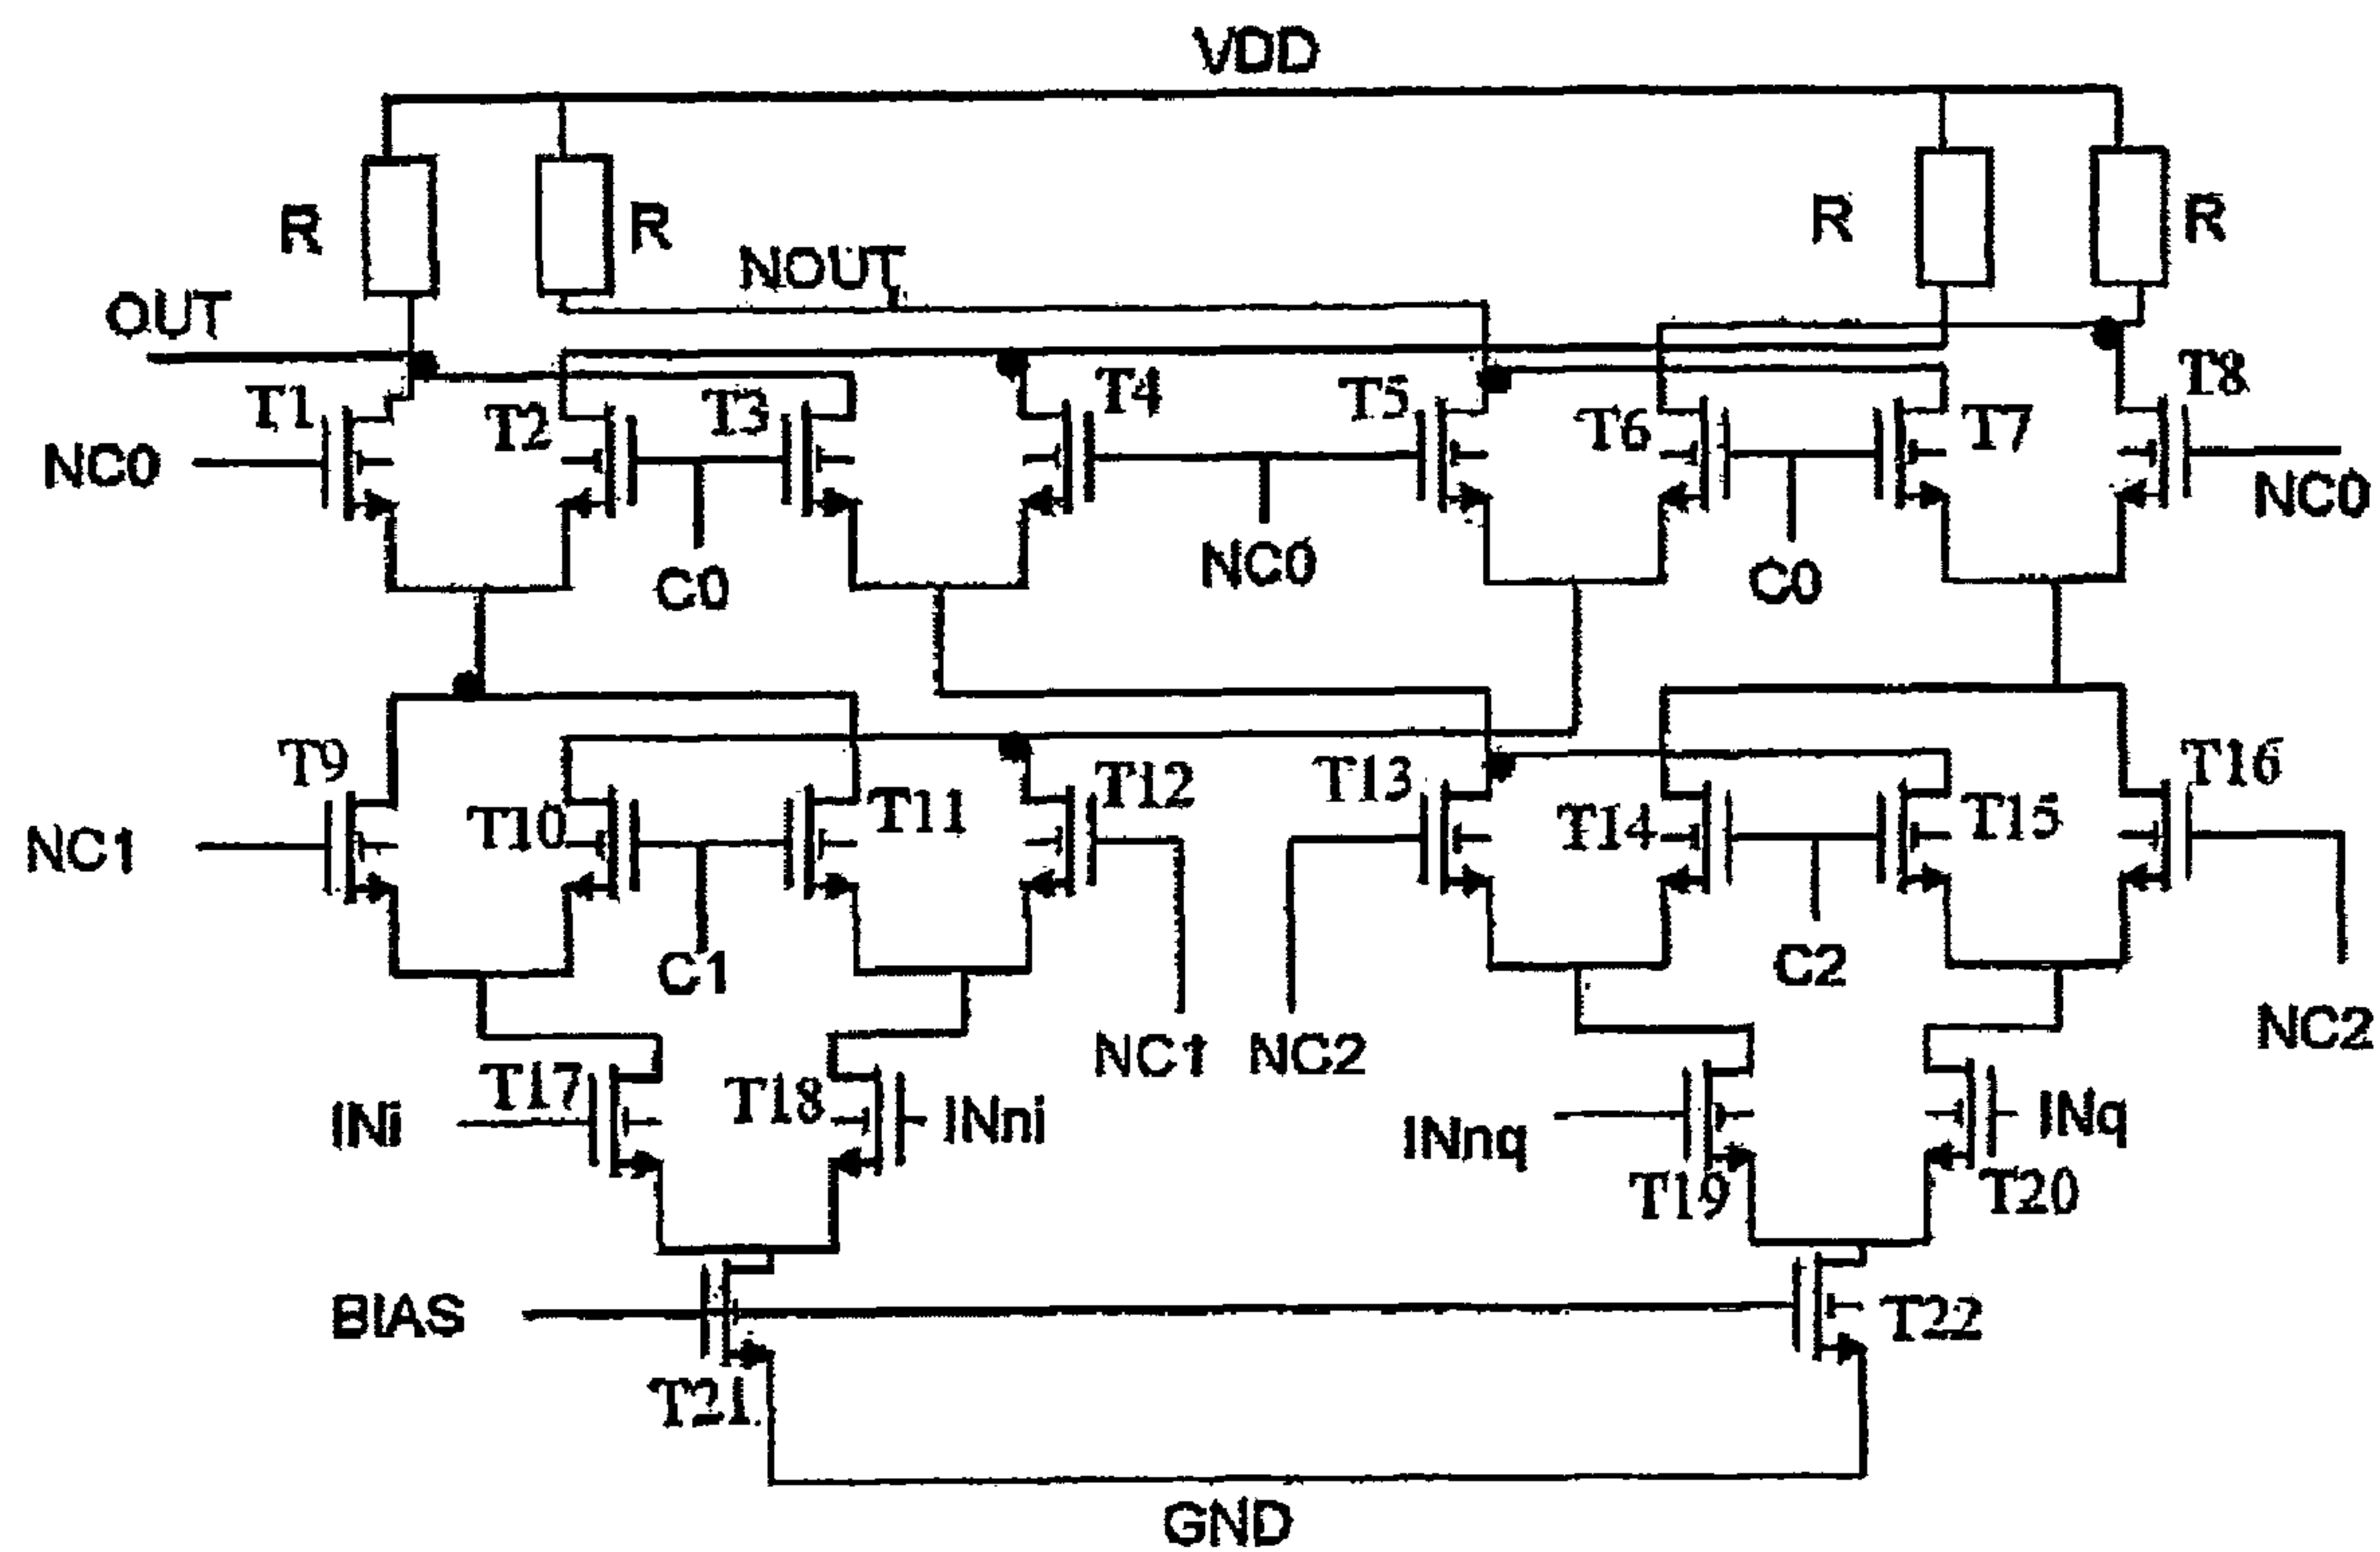 VDD
R
R
R
R
NOUT
OUT
T1
T2
T3
T4
T5
T6
T7
T8
NC0
C0
NC0
C0
NC0
T9
T10
T11
T12
T13
T14
T15
T16
NC1
C1
C2
NC1
NC2
NC2
T17
T18
INi
INni
INnq
INq
T19
T20
BIAS
T21
T22
GND